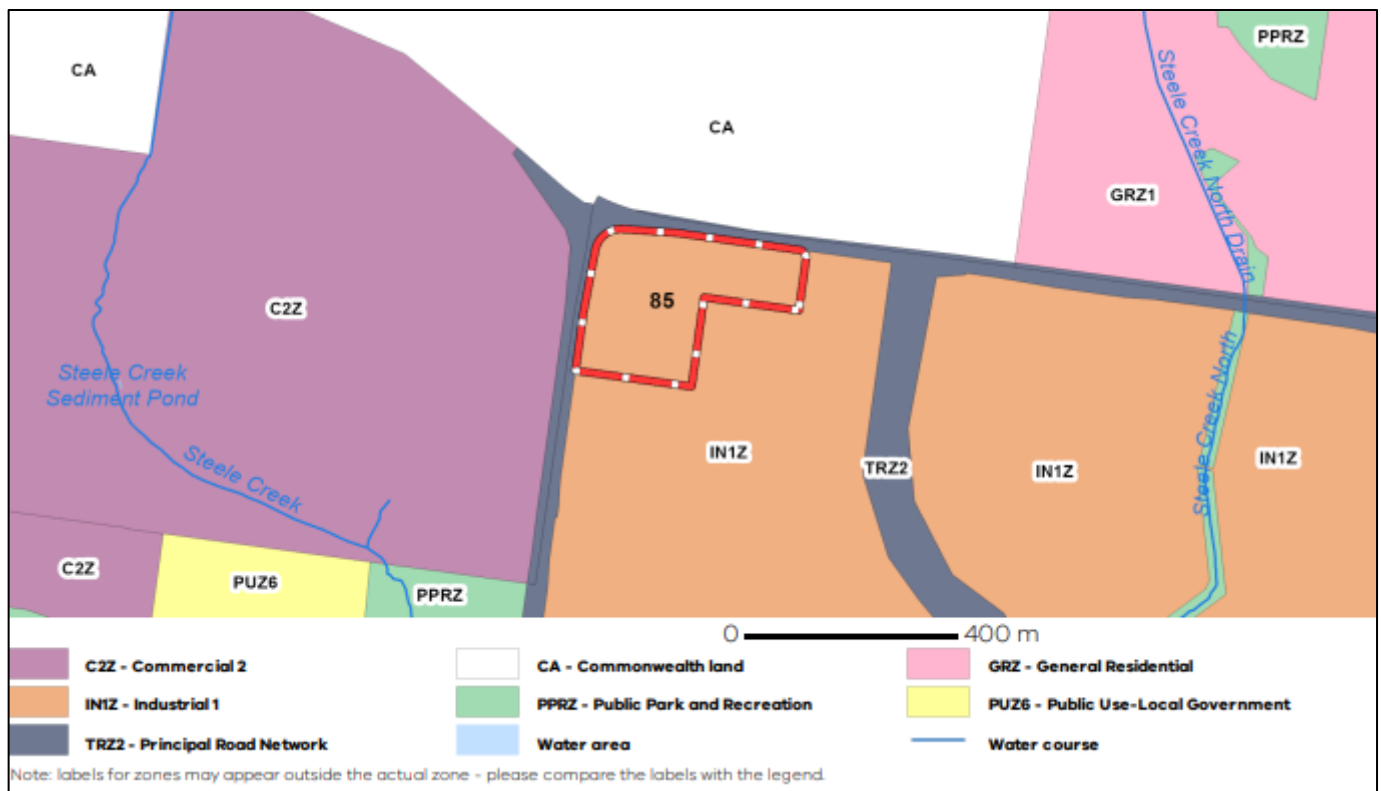 PPRZ
CA
Steele Creek North Drain
CA
GRZ1
85
C2Z
Steele Creek
Sediment Pond
Steele Creek North
IN1Z
TRZ2
IN1Z
IN1Z
Steele Creek
C2Z
PUZ6
PPRZ
0 400 m
C2Z - Commercial 2
CA - Commonwealth land
GRZ - General Residential
IN1Z - Industrial 1
PPRZ - Public Park and Recreation
PUZ6 - Public Use-Local Government
TRZ2 - Principal Road Network
Water area
Water course
Note: labels for zones may appear outside the actual zone - please compare the labels with the legend.